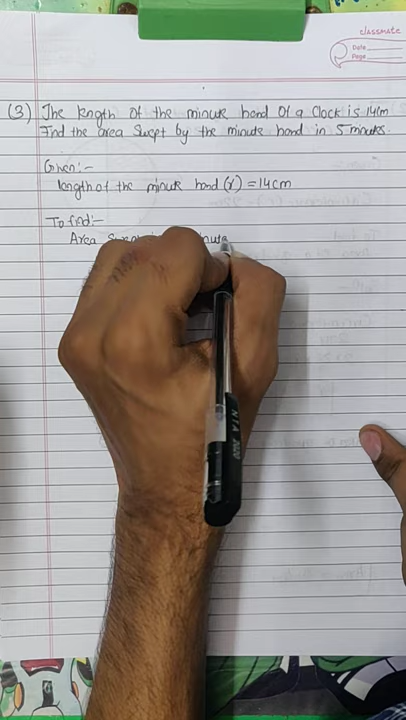 classmate
Date
Page
(3) The length of the minute hand of a clock is 14cm
Find the area swept by the minute hand in 5 minutes.
Given:-
length of the minute hand (r) = 14cm
To find:-
Area